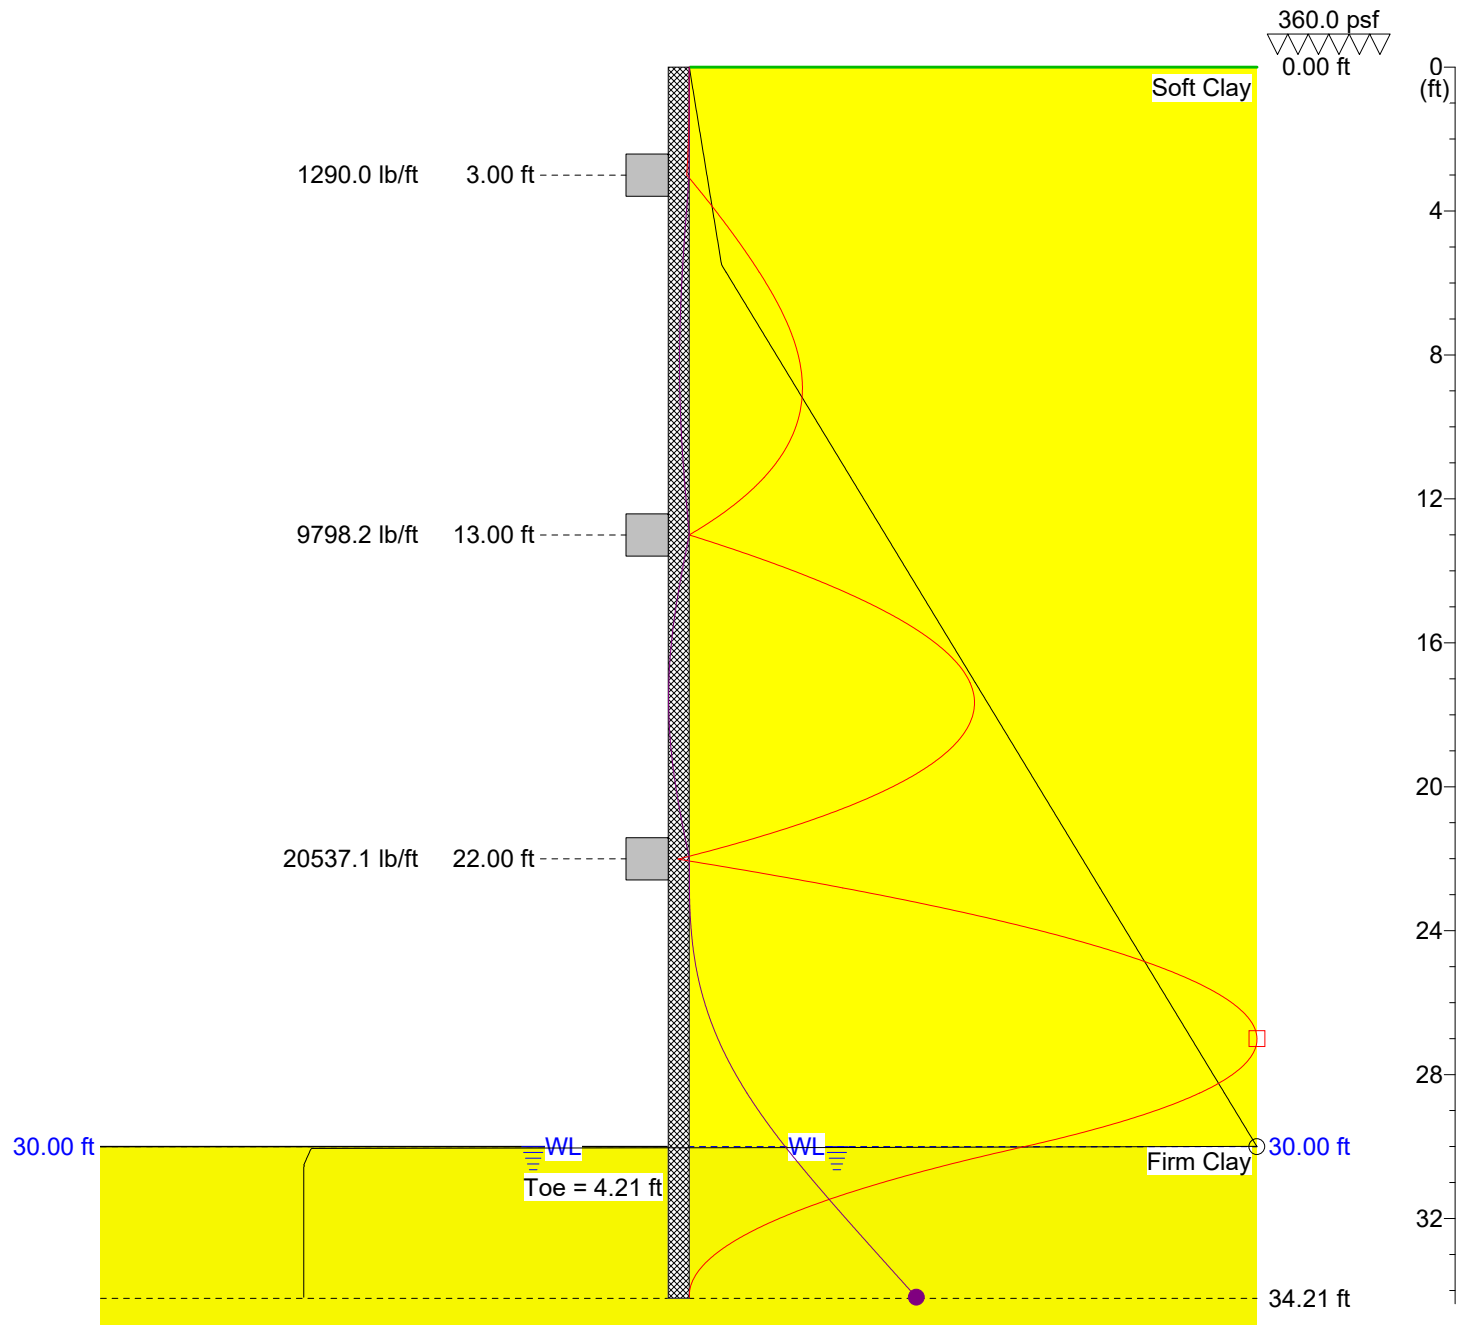 360.0 psf
0.00 ft
0
(ft)
Soft Clay
1290.0 lb/ft 3.00 ft
4
8
12
9798.2 lb/ft 13.00 ft
16
20
20537.1 lb/ft 22.00 ft
24
28
30.00 ft WL WL 30.00 ft
Firm Clay
Toe = 4.21 ft
32
34.21 ft